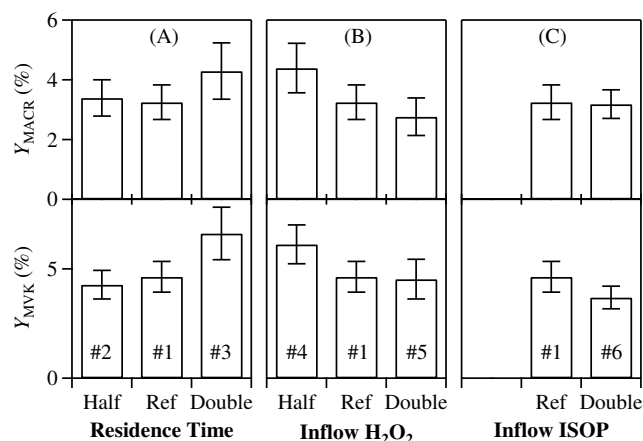 (A) (B) (C)
6
4
2
0
Y_MACR (%)
5
0
Y_MVK (%)
#2 #1 #3 #4 #1 #5 #1 #6
Half Ref Double Half Ref Double Ref Double
Residence Time Inflow H₂O₂ Inflow ISOP